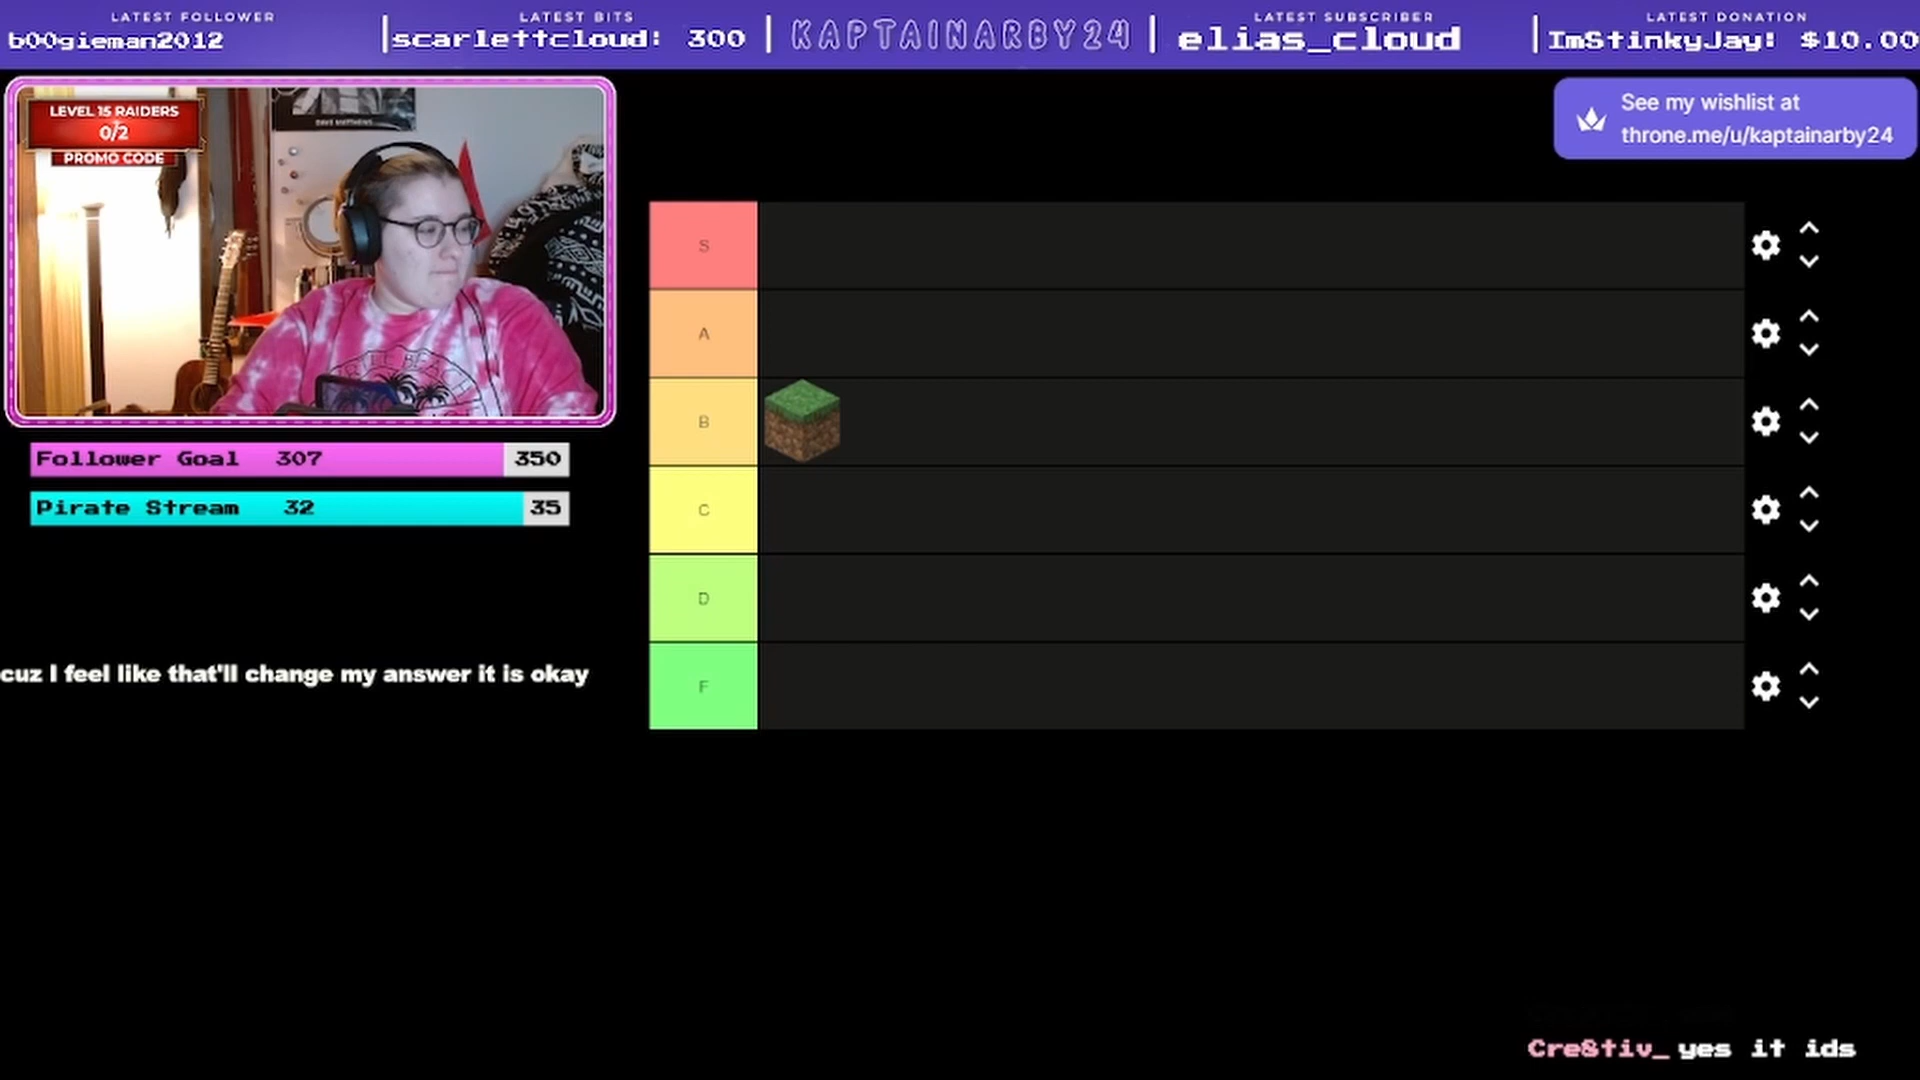 LATEST FOLLOWER
b00gieman2012
LATEST BITS
scarlettcloud: 300
KAPTAINARBY24
LATEST SUBSCRIBER
elias_cloud
LATEST DONATION
ImStinkyJay: $10.00
See my wishlist at
throne.me/u/kaptainarby24
LEVEL 15 RAIDERS
0/2
PROMO CODE
DAVE MATTHEWS
Follower Goal 307 350
Pirate Stream 32 35
cuz I feel like that'll change my answer it is okay
S
A
B
C
D
F
Cre8tiv_ yes it ids